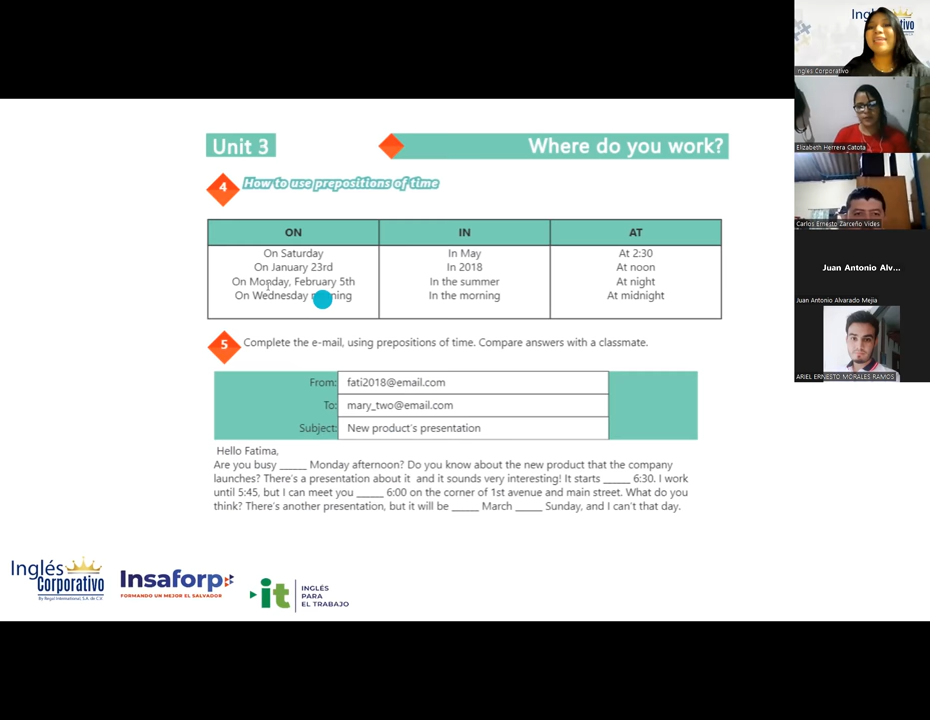 Unit 3
Where do you work?
4
How to use prepositions of time
ON
IN
AT
On Saturday
In May
At 2:30
On January 23rd
In 2018
At noon
On Monday, February 5th
In the summer
At night
On Wednesday morning
In the morning
At midnight
5
Complete the e-mail, using prepositions of time. Compare answers with a classmate.
From:
fati2018@email.com
To:
mary_two@email.com
Subject:
New product's presentation
Hello Fatima,
Are you busy _____ Monday afternoon? Do you know about the new product that the company
launches? There's a presentation about it and it sounds very interesting! It starts _____ 6:30. I work
until 5:45, but I can meet you _____ 6:00 on the corner of 1st avenue and main street. What do you
think? There's another presentation, but it will be _____ March _____ Sunday, and I can't that day.
Inglés
Corporativo
By Regal International, S.A. de C.V.
Insaforp
FORMANDO UN MEJOR EL SALVADOR
it
INGLÉS
PARA
EL TRABAJO
Ingles Corporativo
Elizabeth Herrera Catota
Carlos Ernesto Zarceño Vides
Juan Antonio Alv...
Juan Antonio Alvarado Mejia
ARIEL ERNESTO MORALES RAMOS